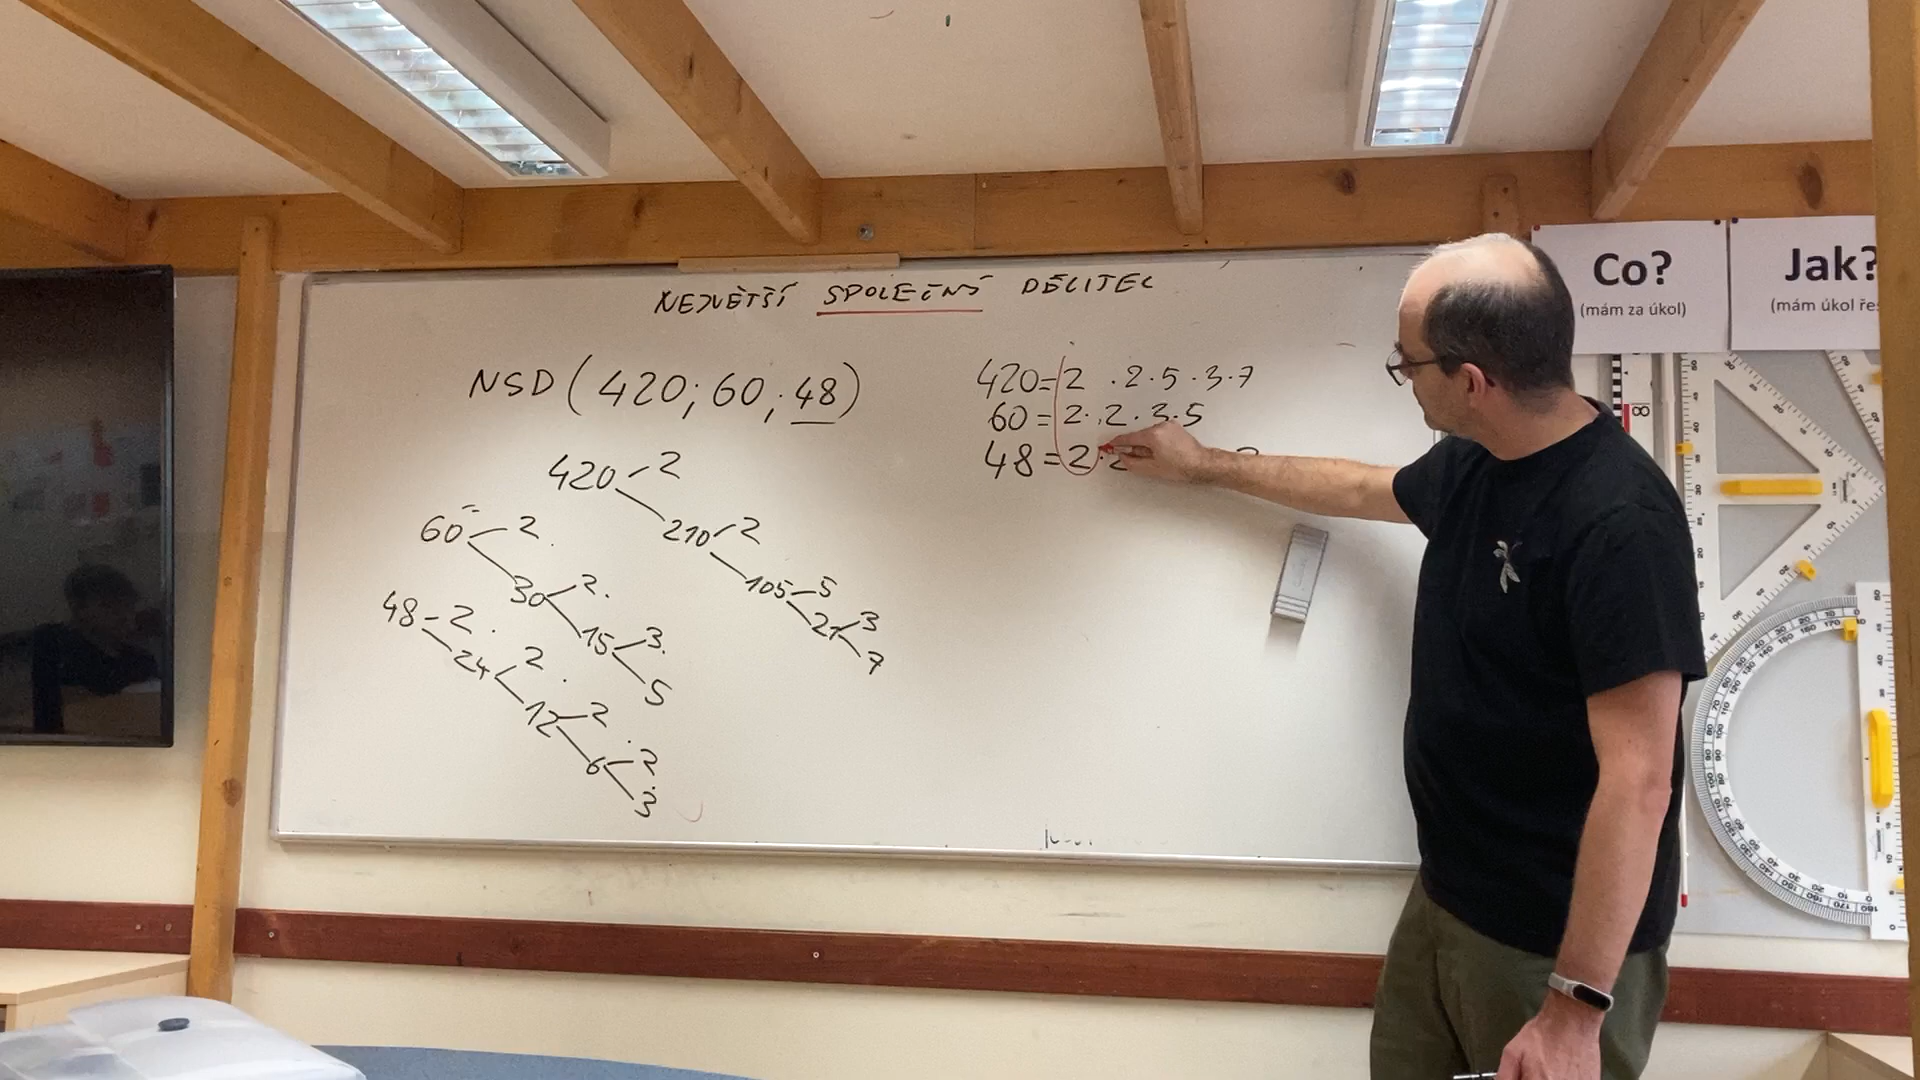 NEJVĚTŠÍ SPOLEČNÝ DĚLITEL
NSD (420; 60; 48)
420 2
210 2
105 5
21 3
7
60 2
30 2
15 3
5
48 2
24 2
12 2
6 2
3
420=2 · 2 · 5 · 3 · 7
60 = 2 · 2 · 3 · 5
48 = 2 · 2
Co?
(mám za úkol)
Jak?
(mám úkol